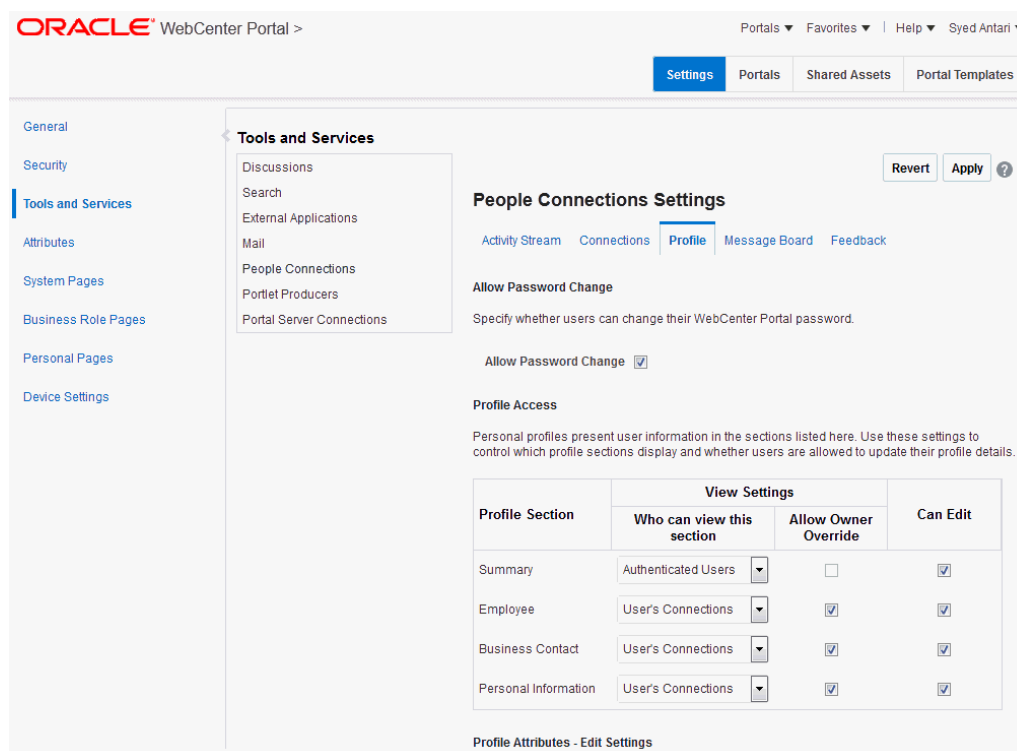 ORACLE® WebCenter Portal >
Portals Favorites | Help Syed Antari
Settings Portals Shared Assets Portal Templates
General
Security
Tools and Services
Attributes
System Pages
Business Role Pages
Personal Pages
Device Settings
Tools and Services
Discussions
Search
External Applications
Mail
People Connections
Portlet Producers
Portal Server Connections
Revert Apply ?
People Connections Settings
Activity Stream Connections Profile Message Board Feedback
Allow Password Change
Specify whether users can change their WebCenter Portal password.
Allow Password Change
Profile Access
Personal profiles present user information in the sections listed here. Use these settings to
control which profile sections display and whether users are allowed to update their profile details.
Profile Section
View Settings
Who can view this
section
Allow Owner
Override
Can Edit
Summary Authenticated Users
Employee User's Connections
Business Contact User's Connections
Personal Information User's Connections
Profile Attributes - Edit Settings